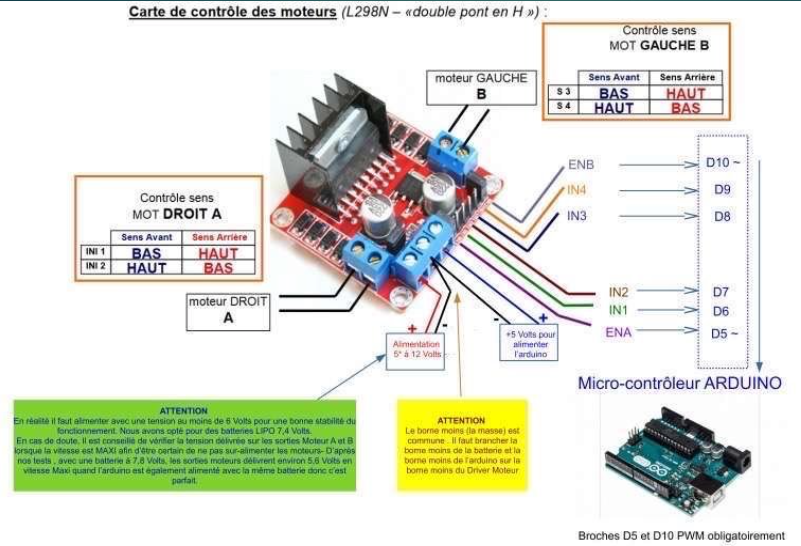 Carte de contrôle des moteurs (L298N – «double pont en H ») :
Contrôle sens
MOT GAUCHE B
Sens Avant Sens Arrière
S 3 BAS HAUT
S 4 HAUT BAS
moteur GAUCHE
B
ENB D10 ~
IN4 D9
IN3 D8
Contrôle sens
MOT DROIT A
Sens Avant Sens Arrière
INI 1 BAS HAUT
INI 2 HAUT BAS
moteur DROIT
A
IN2 D7
IN1 D6
ENA D5 ~
+ -
Alimentation
5* à 12 Volts
- +
+5 Volts pour
alimenter
l'arduino
Micro-contrôleur ARDUINO
ATTENTION
En réalité il faut alimenter avec une tension au moins de 6 Volts pour une bonne stabilité du
fonctionnement. Nous avons opté pour des batteries LIPO 7,4 Volts.
En cas de doute, il est conseillé de vérifier la tension délivrée sur les sorties Moteur A et B
lorsque la vitesse est MAXI afin d'être certain de ne pas sur-alimenter les moteurs- D'après
nos tests , avec une batterie à 7,8 Volts, les sorties moteurs délivrent environ 5,6 Volts en
vitesse Maxi quand l'arduino est également alimenté avec la même batterie donc c'est
parfait.
ATTENTION
Le borne moins (la masse) est
commune . Il faut brancher la
borne moins de la batterie et la
borne moins de l'arduino sur la
borne moins du Driver Moteur
Broches D5 et D10 PWM obligatoirement